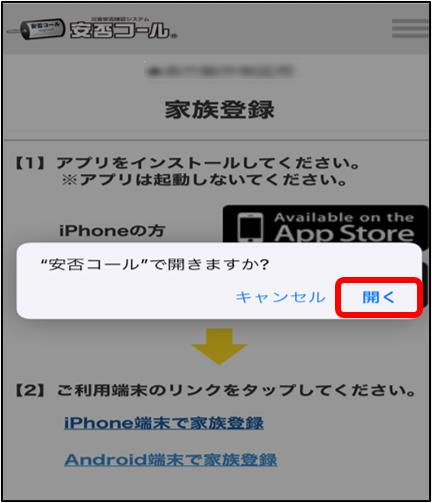 災害安否確認システム
安否コール
安否コール®
家族登録
【1】アプリをインストールしてください。
※アプリは起動しないてください。
iPhoneの方
Available on the
App Store
“安否コール”で開きますか?
キャンセル
開く
【2】ご利用端末のリンクをタップしてください。
iPhone端末で家族登録
Android端末で家族登録